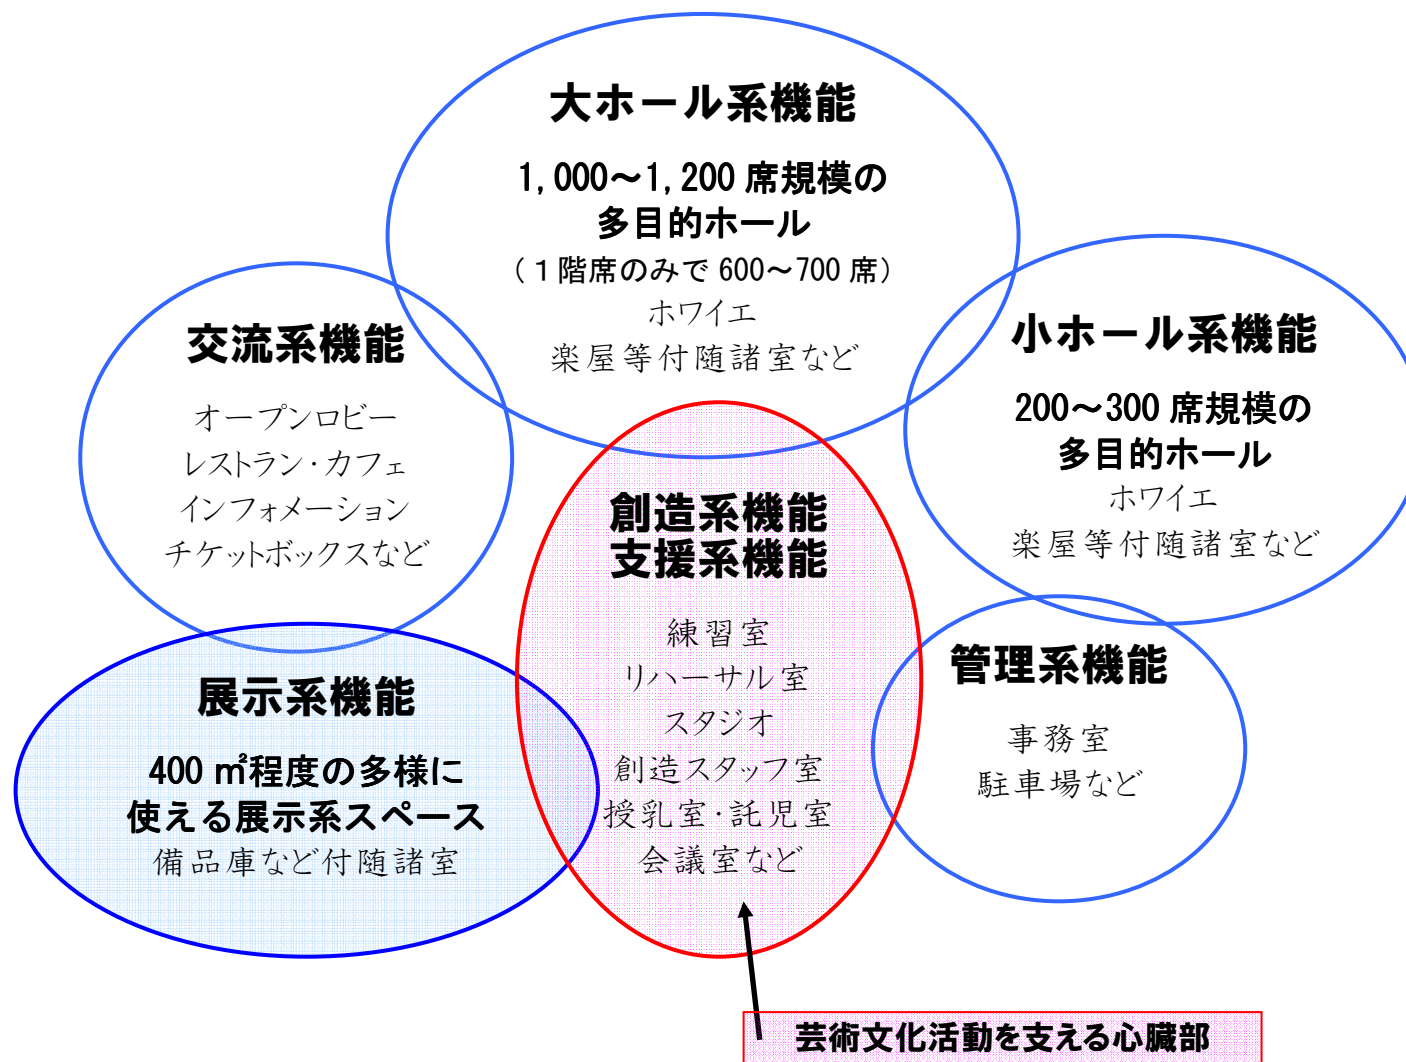 大ホール系機能
1,000～1,200 席規模の
多目的ホール
（１階席のみで 600～700 席）
ホワイエ
楽屋等付随諸室など
交流系機能
オープンロビー
レストラン・カフェ
インフォメーション
チケットボックスなど
小ホール系機能
200～300 席規模の
多目的ホール
ホワイエ
楽屋等付随諸室など
創造系機能
支援系機能
練習室
リハーサル室
スタジオ
創造スタッフ室
授乳室・託児室
会議室など
展示系機能
400 ㎡程度の多様に
使える展示系スペース
備品庫など付随諸室
管理系機能
事務室
駐車場など
芸術文化活動を支える心臓部